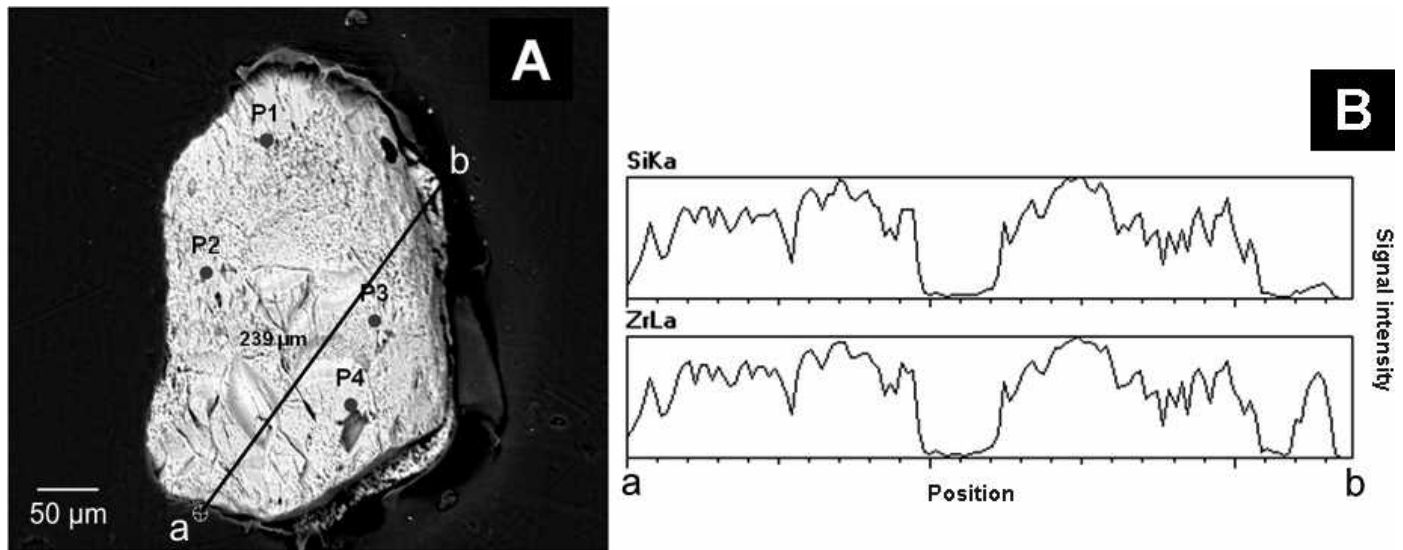 A
P1
b
P2
P3
239 µm
P4
50 µm
a
B
SiKa
ZrLa
Signal intensity
a
Position
b